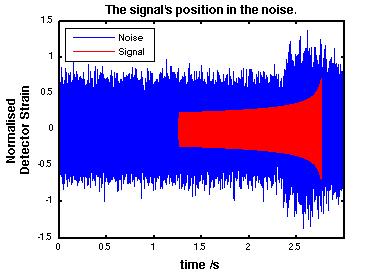 The signal's position in the noise.
Noise
Signal
Normalised
Detector Strain
1.5
1
0.5
0
-0.5
-1
-1.5
0
0.5
1
1.5
2
2.5
time /s